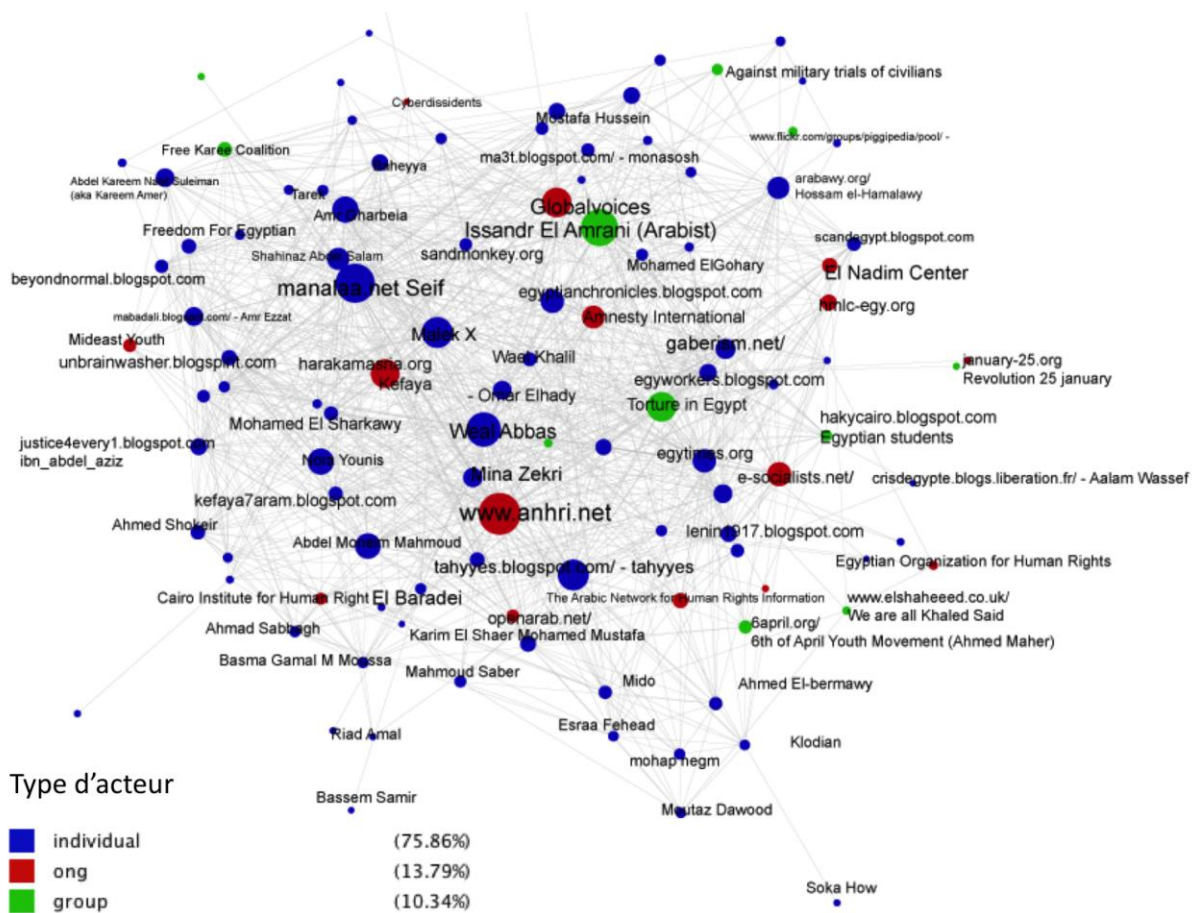 Against military trials of civilians
Cyberdissidents
Mostafa Hussein
www.flickr.com/groups/piggipedia/pool/ -
Free Karee Coalition
Baheyya
ma3t.blogspot.com/ - monasosh
Abdel Kareem Nabil Suleiman
(aka Kareem Amer)
Tarek
arabawy.org/
Hossam el-Hamalawy
Amr Gharbeia
Globalvoices
Issandr El Amrani (Arabist)
Freedom For Egyptian
scandegypt.blogspot.com
Shahinaz Abdel Salam
sandmonkey.org
Mohamed ElGohary
El Nadim Center
beyondnormal.blogspot.com
manalaa.net Seif
egyptianchronicles.blogspot.com
hmlc-egy.org
mabadali.blogspot.com/ - Amr Ezzat
Amnesty International
Mideast Youth
Malek X
gaberism.net/
unbrainwasher.blogspirit.com
harakamasria.org
Kefaya
Wael Khalil
january-25.org
Revolution 25 january
egyworkers.blogspot.com
- Omar Elhady
Torture in Egypt
hakycairo.blogspot.com
Egyptian students
Mohamed El Sharkawy
Weal Abbas
justice4every1.blogspot.com
ibn_abdel_aziz
Nora Younis
egytimes.org
Mina Zekri
e-socialists.net/
crisdegypte.blogs.liberation.fr/ - Aalam Wassef
kefaya7aram.blogspot.com
www.anhri.net
Ahmed Shokeir
lenin1917.blogspot.com
Abdel Moneim Mahmoud
Egyptian Organization for Human Rights
tahyyes.blogspot.com/ - tahyyes
Cairo Institute for Human Right
El Baradei
The Arabic Network for Human Rights Information
www.elshaheeed.co.uk/
We are all Khaled Said
openarab.net/
6april.org/
6th of April Youth Movement (Ahmed Maher)
Ahmad Sabbagh
Karim El Shaer Mohamed Mustafa
Basma Gamal M Moussa
Mahmoud Saber
Mido
Ahmed El-bermawy
Esraa Fehead
Riad Amal
Klodian
mohap negm
Type d’acteur
Bassem Samir
Moutaz Dawood
individual (75.86%)
ong (13.79%)
group (10.34%)
Soka How